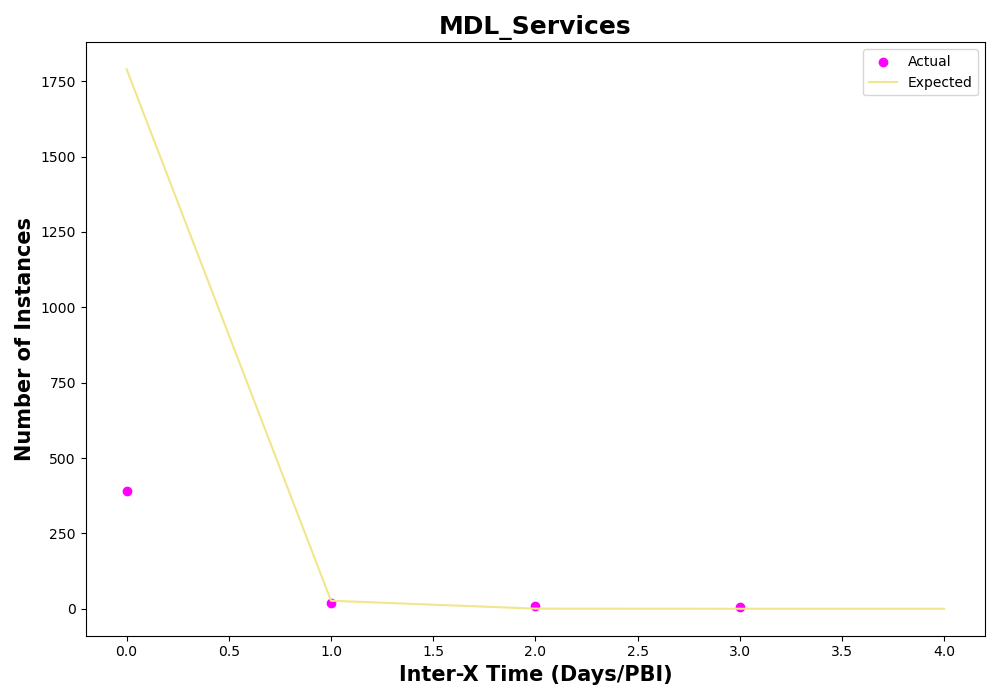 MDL_Services
Actual
Expected
Number of Instances
1750
1500
1250
1000
750
500
250
0
0.0 0.5 1.0 1.5 2.0 2.5 3.0 3.5 4.0
Inter-X Time (Days/PBI)